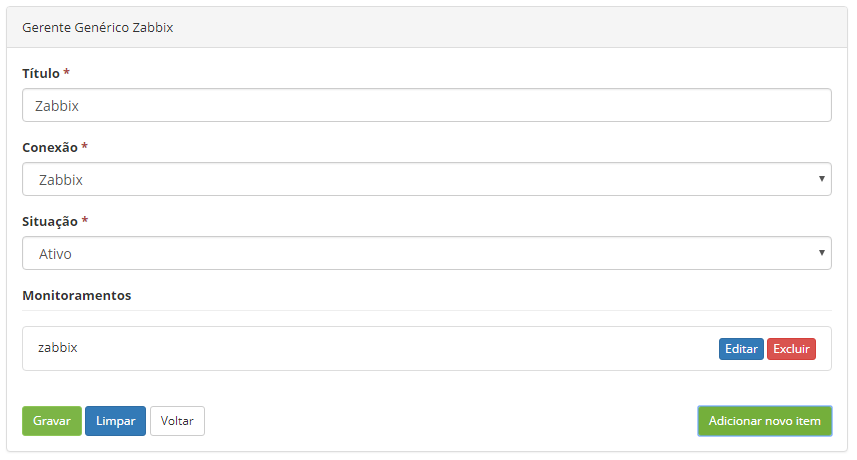 Gerente Genérico Zabbix
Título *
Zabbix
Conexão *
Zabbix
Situação *
Ativo
Monitoramentos
zabbix Editar Excluir
Gravar Limpar Voltar Adicionar novo item